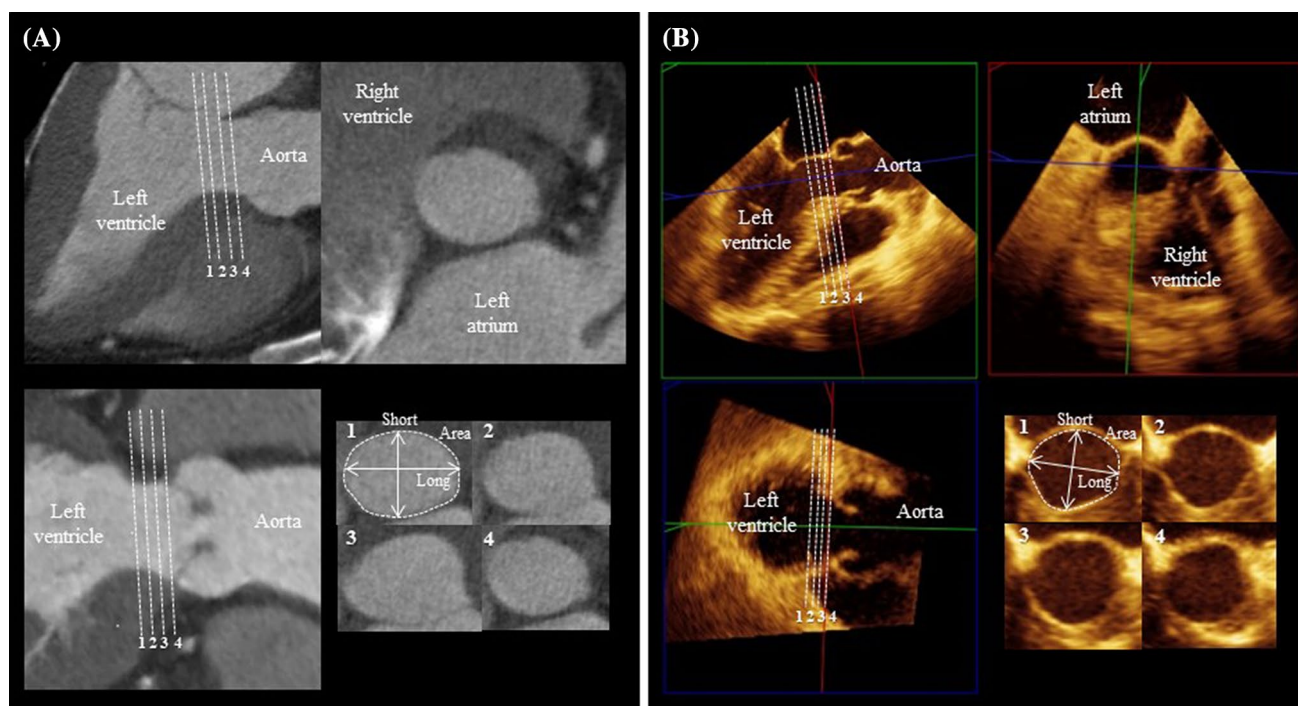 (A)
Right
ventricle
Aorta
Left
ventricle
1 2 3 4
Left
atrium
Left
ventricle
Aorta
1 2 3 4
1
Short
Area
Long
2
3
4
(B)
Left
atrium
Aorta
Left
ventricle
Right
ventricle
1 2 3 4
Left
ventricle
Aorta
1 2 3 4
1
Short
Area
Long
2
3
4